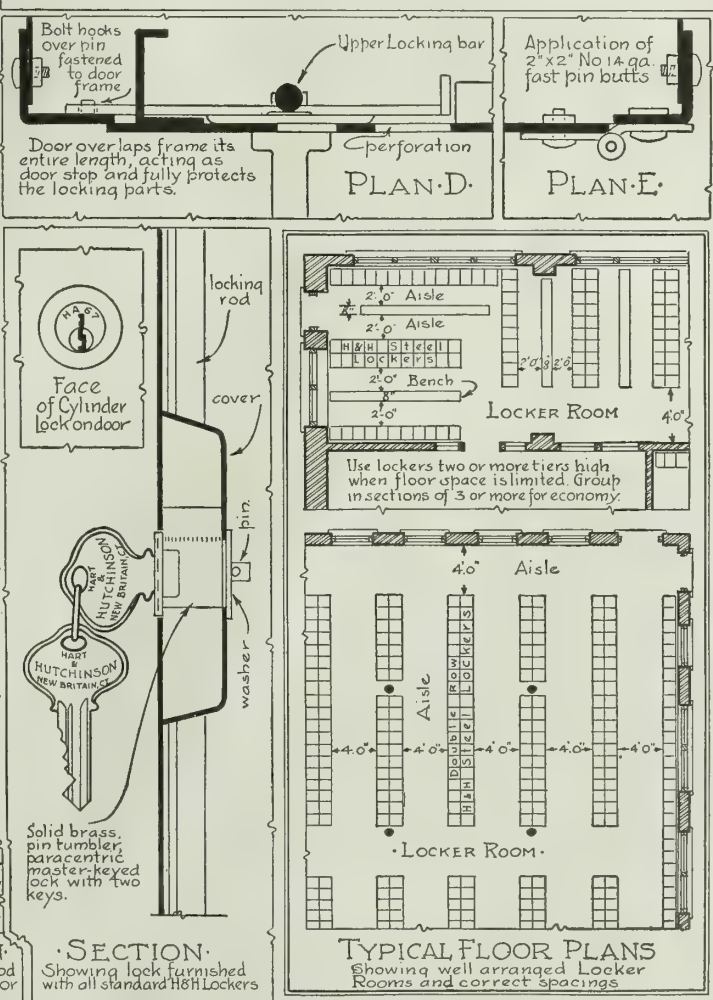 Bolt hooks
over pin
fastened
to door
frame
Upper Locking bar
Door over laps frame its
entire length, acting as
door stop and fully protects
the locking parts.
perforation
PLAN·D·
Application of
2"x2" No 14 ga.
fast pin butts
PLAN·E·
HA 67
Face
of Cylinder
Lock on door
locking
rod
cover
pin.
washer
HART
&
HUTCHINSON
NEW BRITAIN, CT
HART
&
HUTCHINSON
NEW BRITAIN, CT.
Solid brass,
pin tumbler,
paracentric
master-keyed
lock with two
keys.
·SECTION·
Showing lock furnished
with all standard H&H Lockers
2'-0" Aisle
8"
2'-0" Aisle
H&H Steel
Lockers
2'-0" Bench
8"
2'-0"
2'-0" 8 2'-0"
LOCKER ROOM
4'-0"
Use lockers two or more tiers high
when floor space is limited. Group
in sections of 3 or more for economy.
4'-0" Aisle
Aisle
Double Row
H&H Steel Lockers
4'-0" 4'-0" 4'-0" 4'-0" 4'-0"
·LOCKER ROOM·
TYPICAL FLOOR PLANS
Showing well arranged Locker
Rooms and correct spacings